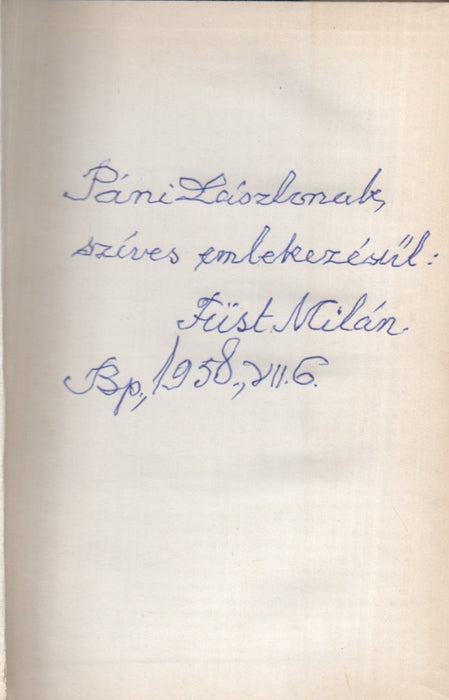 Páni Lászlónak,
szíves emlékezésül:
Füst Milán.
Bp., 1958., VII. 6.